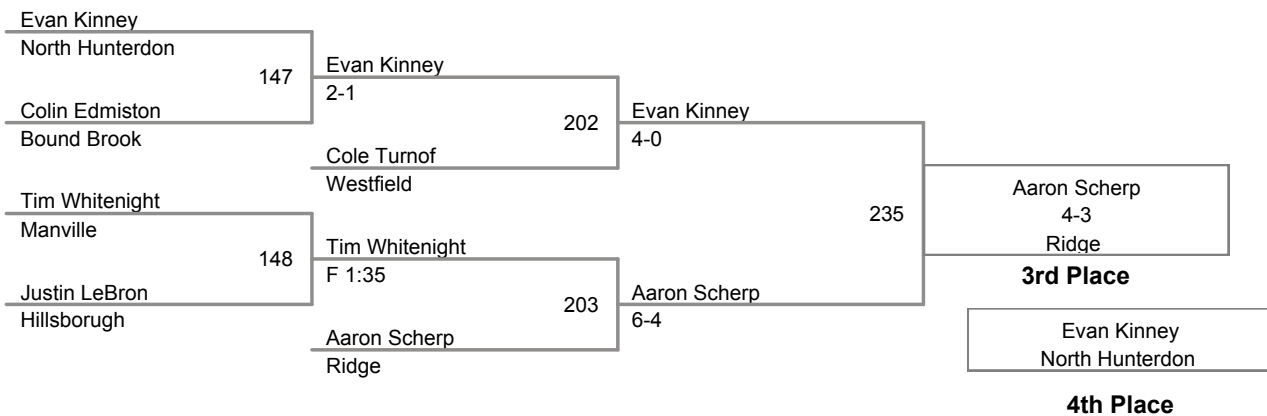 Evan Kinney
North Hunterdon
147
Colin Edmiston
Bound Brook
Evan Kinney
2-1
202
Cole Turnof
Westfield
Tim Whitenight
Manville
148
Justin LeBron
Hillsborugh
Tim Whitenight
F 1:35
203
Aaron Scherp
Ridge
Evan Kinney
4-0
235
Aaron Scherp
6-4
Aaron Scherp
4-3
Ridge
3rd Place
Evan Kinney
North Hunterdon
4th Place